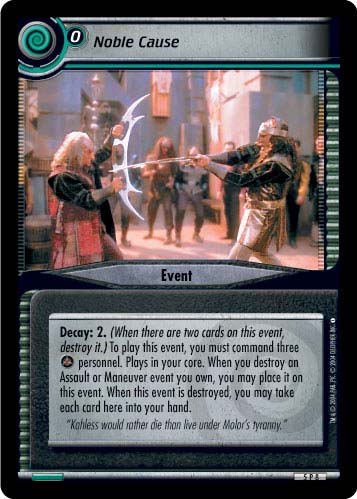 0 Noble Cause
Event
Decay: 2. (When there are two cards on this event,
destroy it.) To play this event, you must command three
personnel. Plays in your core. When you destroy an
Assault or Maneuver event you own, you may place it on
this event. When this event is destroyed, you may take
each card here into your hand.
"Kahless would rather die than live under Molor's tyranny."